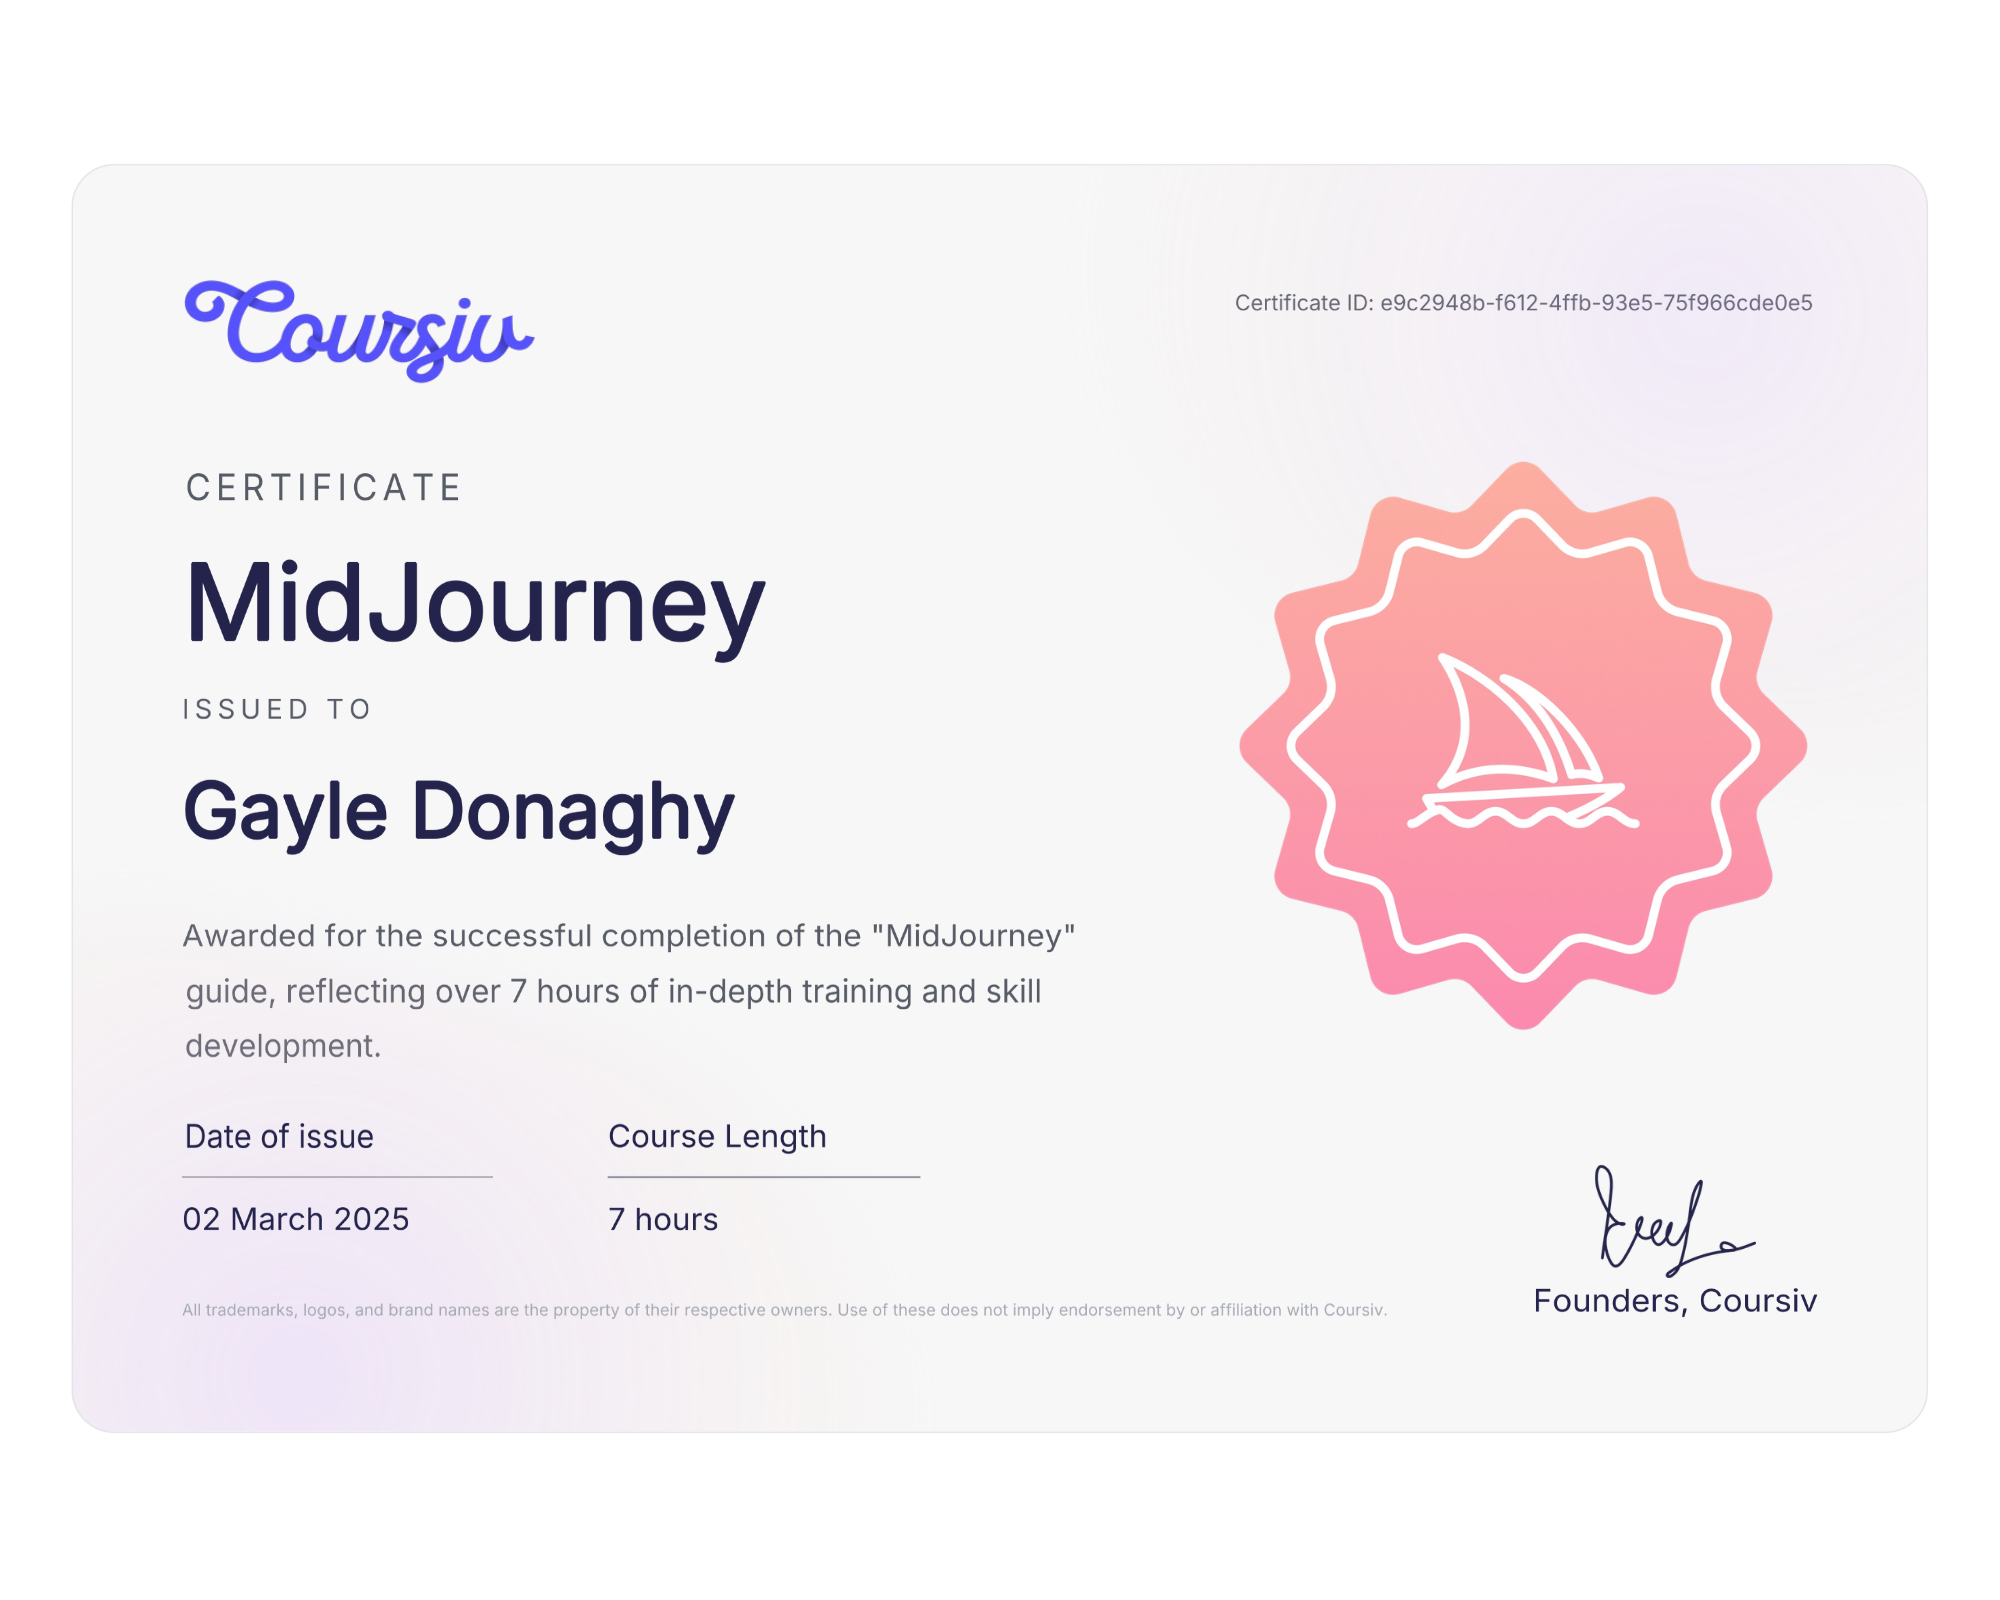 Coursiv
Certificate ID: e9c2948b-f612-4ffb-93e5-75f966cde0e5
CERTIFICATE
MidJourney
ISSUED TO
Gayle Donaghy
Awarded for the successful completion of the "MidJourney"
guide, reflecting over 7 hours of in-depth training and skill
development.
Date of issue
Course Length
02 March 2025
7 hours
Founders, Coursiv
All trademarks, logos, and brand names are the property of their respective owners. Use of these does not imply endorsement by or affiliation with Coursiv.